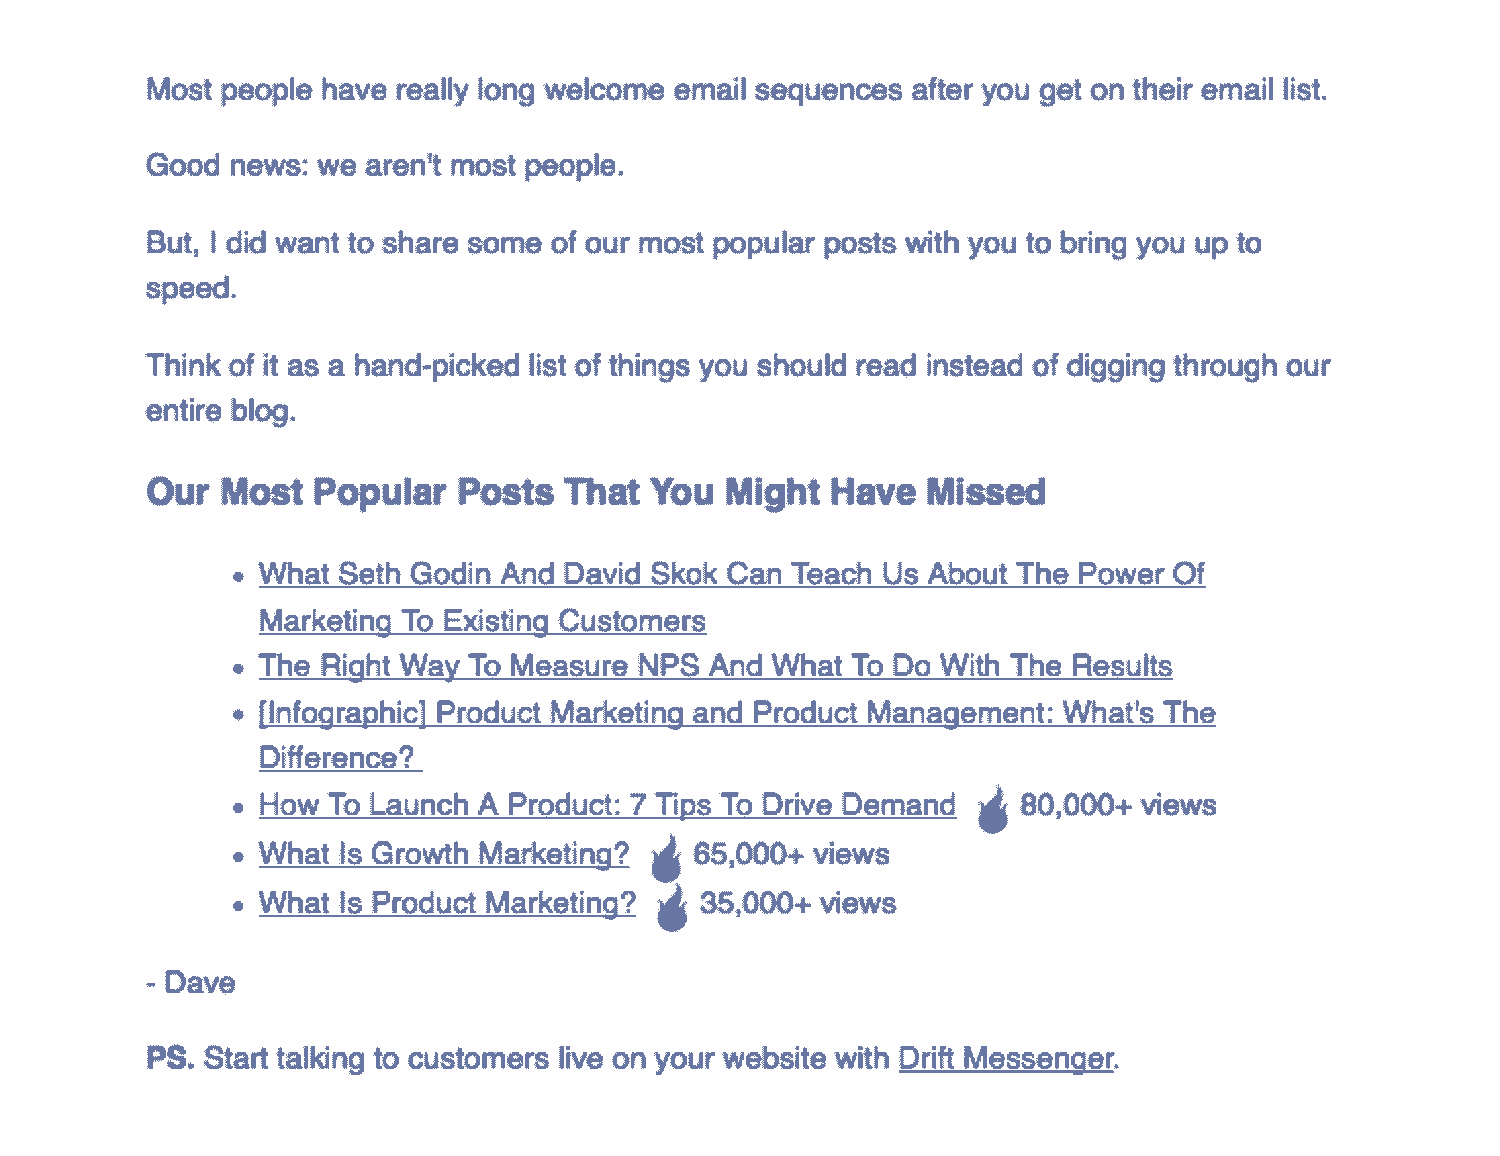 Most people have really long welcome email sequences after you get on their email list.
Good news: we aren't most people.
But, I did want to share some of our most popular posts with you to bring you up to
speed.
Think of it as a hand-picked list of things you should read instead of digging through our
entire blog.
Our Most Popular Posts That You Might Have Missed
• What Seth Godin And David Skok Can Teach Us About The Power Of
Marketing To Existing Customers
• The Right Way To Measure NPS And What To Do With The Results
• [Infographic] Product Marketing and Product Management: What's The
Difference?
• How To Launch A Product: 7 Tips To Drive Demand 🔥 80,000+ views
• What Is Growth Marketing? 🔥 65,000+ views
• What Is Product Marketing? 🔥 35,000+ views
- Dave
PS. Start talking to customers live on your website with Drift Messenger.